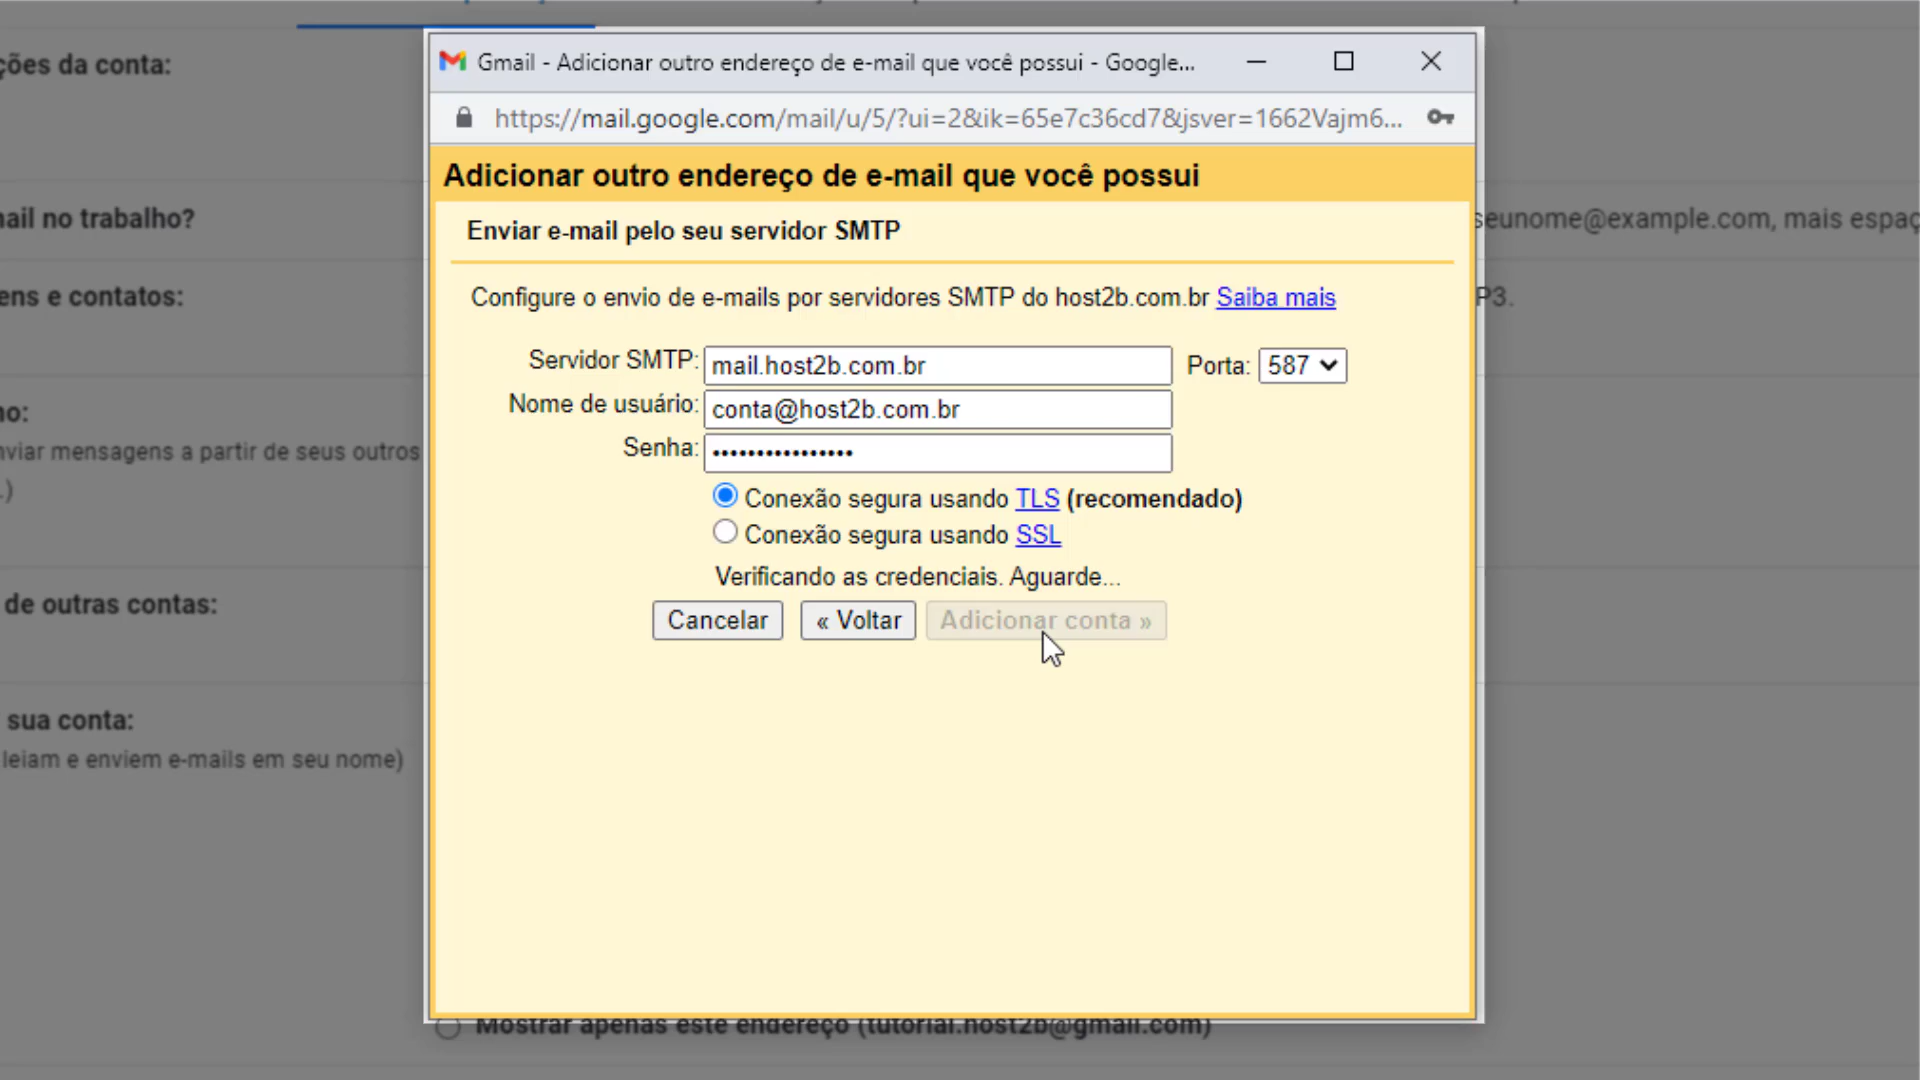 Gmail - Adicionar outro endereço de e-mail que você possui - Google...
https://mail.google.com/mail/u/5/?ui=2&ik=65e7c36cd7&jsver=1662Vajm6...
ções da conta:
Adicionar outro endereço de e-mail que você possui
ail no trabalho?
seunome@example.com, mais espaç
Enviar e-mail pelo seu servidor SMTP
ens e contatos:
P3.
Configure o envio de e-mails por servidores SMTP do host2b.com.br Saiba mais
Servidor SMTP: mail.host2b.com.br Porta: 587
no:
Nome de usuário: conta@host2b.com.br
nviar mensagens a partir de seus outros
Senha: ••••••••••••••••
.)
Conexão segura usando TLS (recomendado)
Conexão segura usando SSL
Verificando as credenciais. Aguarde...
de outras contas:
Cancelar « Voltar Adicionar conta »
sua conta:
leiam e enviem e-mails em seu nome)
Mostrar apenas este endereço (tutorial.host2b@gmail.com)